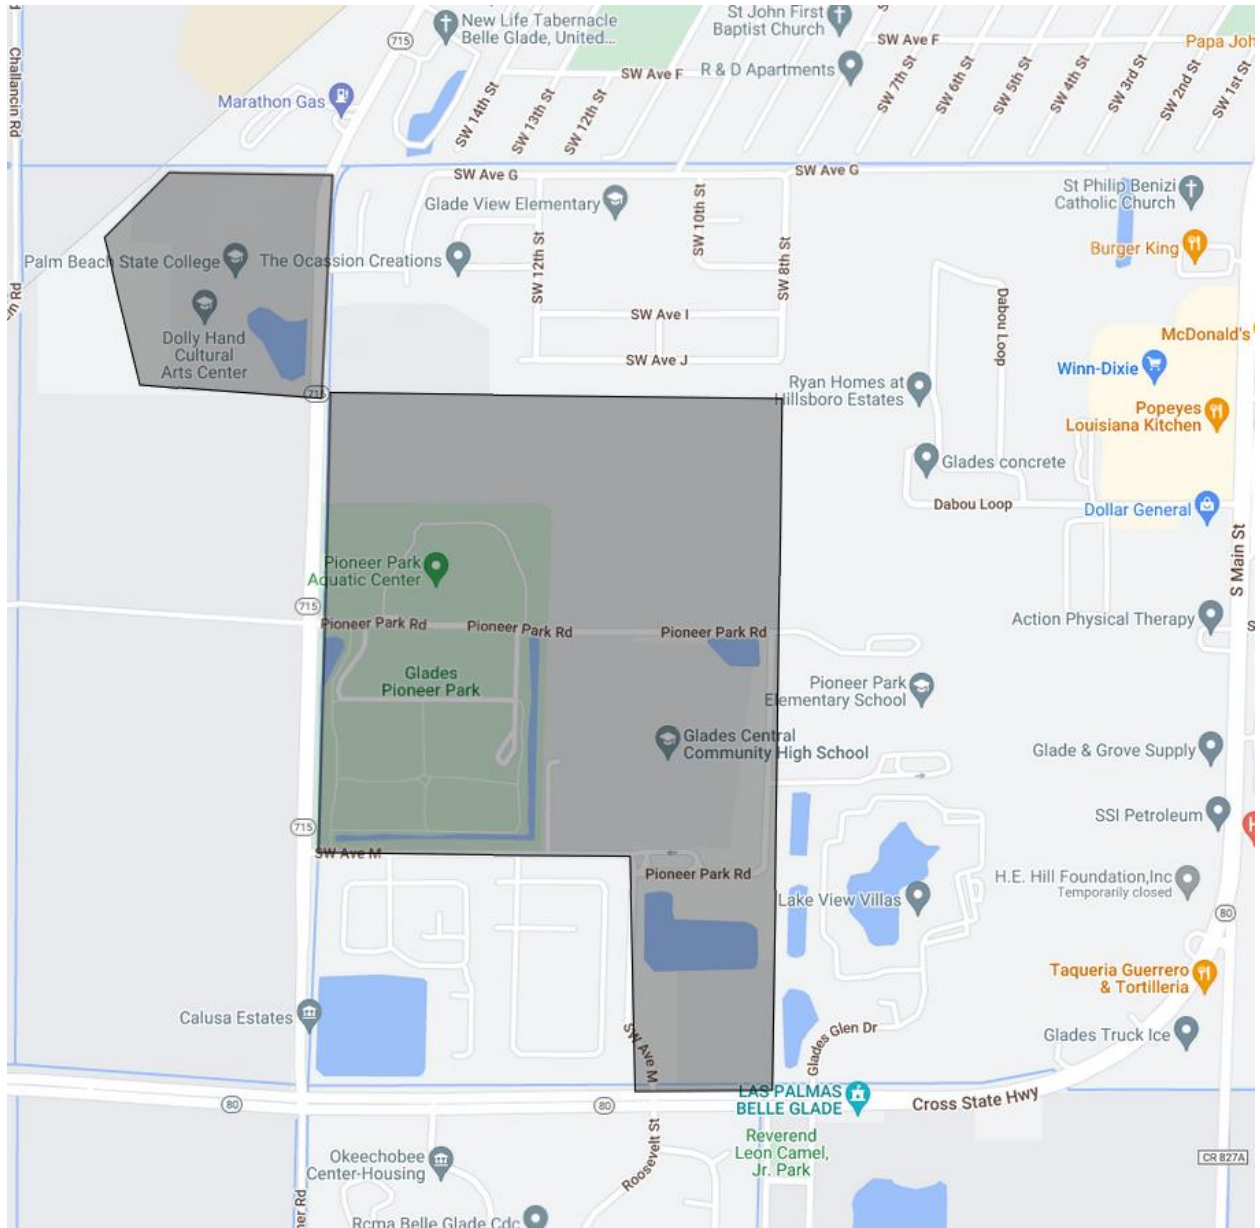 New Life Tabernacle
Belle Glade, United...
St John First
Baptist Church
715
SW Ave F
Papa Joh
SW Ave F
R & D Apartments
Challancin Rd
Marathon Gas
SW 14th St
SW 13th St
SW 12th St
SW 7th St
SW 6th St
SW 5th St
SW 4th St
SW 3rd St
SW 2nd St
SW 1st St
SW Ave G
SW Ave G
Glade View Elementary
St Philip Benizi
Catholic Church
SW 12th St
SW 10th St
SW 8th St
Burger King
Palm Beach State College
The Ocassion Creations
Dolly Hand
Cultural
Arts Center
SW Ave I
SW Ave J
Dabou Loop
McDonald's
Winn-Dixie
715
Ryan Homes at
Hillsboro Estates
Popeyes
Louisiana Kitchen
Glades concrete
Dabou Loop
Dollar General
S Main St
Pioneer Park
Aquatic Center
715
Pioneer Park Rd
Pioneer Park Rd
Pioneer Park Rd
Action Physical Therapy
Glades
Pioneer Park
Pioneer Park
Elementary School
Glades Central
Community High School
Glade & Grove Supply
715
SSI Petroleum
SW Ave M
Pioneer Park Rd
Lake View Villas
H.E. Hill Foundation,Inc
Temporarily closed
80
Taqueria Guerrero
& Tortilleria
Calusa Estates
SW Ave M
Glades Glen Dr
Glades Truck Ice
80
80
LAS PALMAS
BELLE GLADE
Cross State Hwy
Reverend
Leon Camel,
Jr. Park
Okeechobee
Center-Housing
Roosevelt St
CR 827A
Rcma Belle Glade Cdc